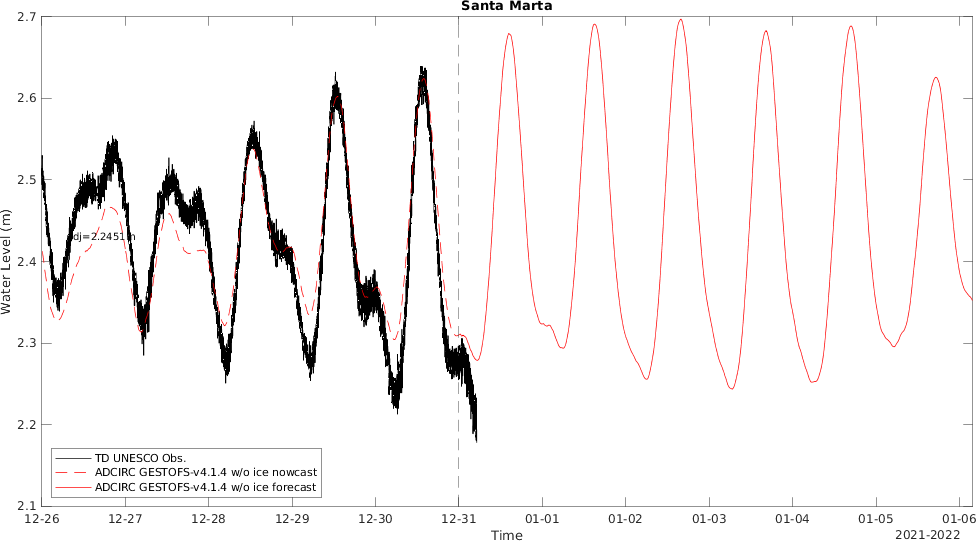 Santa Marta
2.7
2.6
2.5
2.4
2.3
2.2
2.1
Water Level (m)
adj=2.2451 m
TD UNESCO Obs.
ADCIRC GESTOFS-v4.1.4 w/o ice nowcast
ADCIRC GESTOFS-v4.1.4 w/o ice forecast
12-26 12-27 12-28 12-29 12-30 12-31 01-01 01-02 01-03 01-04 01-05 01-06
Time
2021-2022